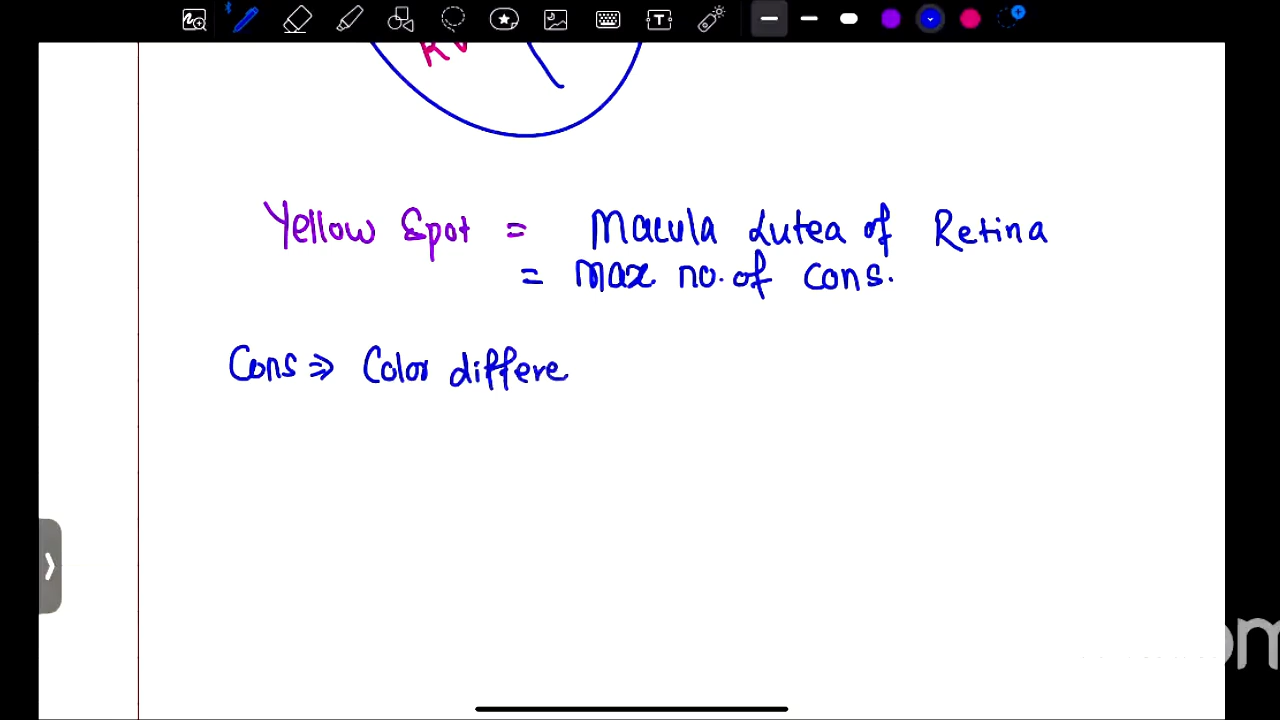 Yellow Spot = Macula Lutea of Retina
= Max no. of Cons.
Cons ⇒ Color differe